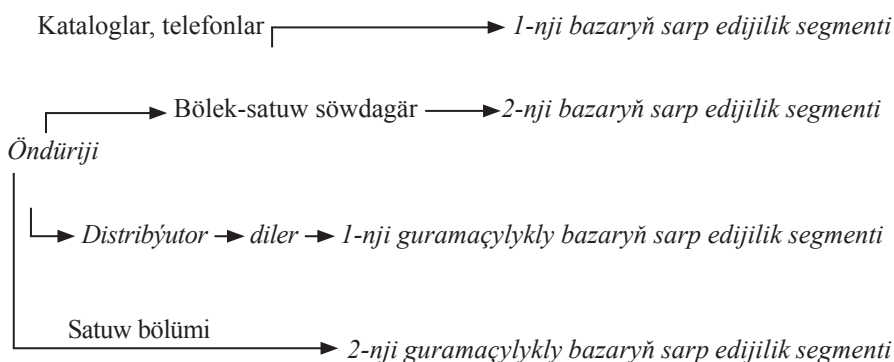 Kataloglar, telefonlar 1-nji bazaryň sarp edijilik segmenti
Bölek-satuw söwdagär 2-nji bazaryň sarp edijilik segmenti
Öndüriji
Distribýutor diler 1-nji guramaçylykly bazaryň sarp edijilik segmenti
Satuw bölümi
2-nji guramaçylykly bazaryň sarp edijilik segmenti